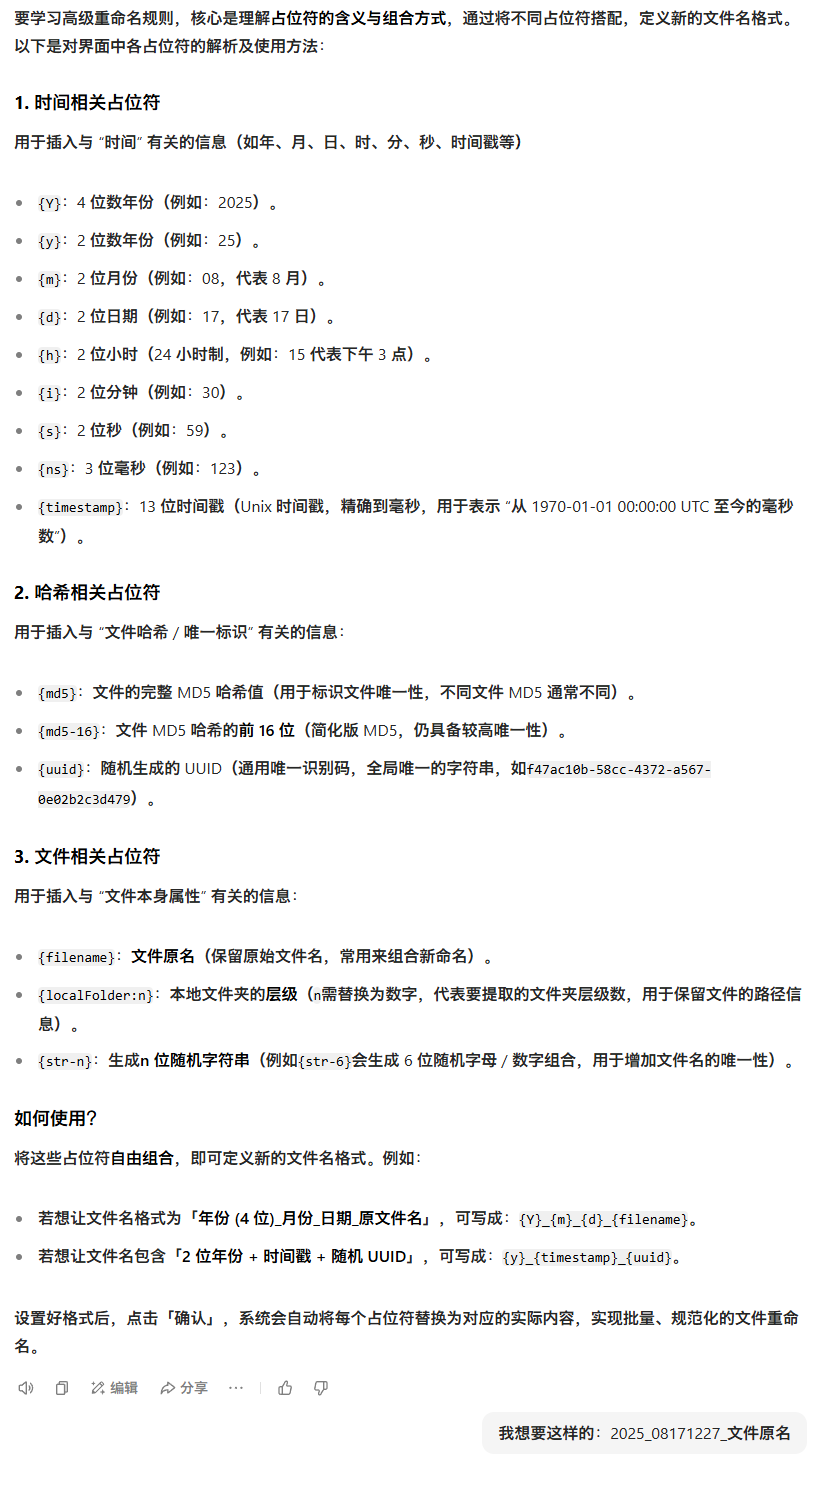 要学习高级重命名规则，核心是理解占位符的含义与组合方式，通过将不同占位符搭配，定义新的文件名格式。
以下是对界面中各占位符的解析及使用方法：
1. 时间相关占位符
用于插入与 “时间” 有关的信息（如年、月、日、时、分、秒、时间戳等）
{Y}：4 位数年份（例如：2025）。
{y}：2 位数年份（例如：25）。
{m}：2 位月份（例如：08，代表 8 月）。
{d}：2 位日期（例如：17，代表 17 日）。
{h}：2 位小时（24 小时制，例如：15 代表下午 3 点）。
{i}：2 位分钟（例如：30）。
{s}：2 位秒（例如：59）。
{ns}：3 位毫秒（例如：123）。
{timestamp}：13 位时间戳（Unix 时间戳，精确到毫秒，用于表示 “从 1970-01-01 00:00:00 UTC 至今的毫秒
数”）。
2. 哈希相关占位符
用于插入与 “文件哈希 / 唯一标识” 有关的信息：
{md5}：文件的完整 MD5 哈希值（用于标识文件唯一性，不同文件 MD5 通常不同）。
{md5-16}：文件 MD5 哈希的前 16 位（简化版 MD5，仍具备较高唯一性）。
{uuid}：随机生成的 UUID（通用唯一识别码，全局唯一的字符串，如f47ac10b-58cc-4372-a567-
0e02b2c3d479）。
3. 文件相关占位符
用于插入与 “文件本身属性” 有关的信息：
{filename}：文件原名（保留原始文件名，常用来组合新命名）。
{localFolder:n}：本地文件夹的层级（n需替换为数字，代表要提取的文件夹层级数，用于保留文件的路径信
息）。
{str-n}：生成n 位随机字符串（例如{str-6}会生成 6 位随机字母 / 数字组合，用于增加文件名的唯一性）。
如何使用？
将这些占位符自由组合，即可定义新的文件名格式。例如：
若想让文件名格式为「年份 (4 位)_月份_日期_原文件名」，可写成：{Y}_{m}_{d}_{filename}。
若想让文件名包含「2 位年份 + 时间戳 + 随机 UUID」，可写成：{y}_{timestamp}_{uuid}。
设置好格式后，点击「确认」，系统会自动将每个占位符替换为对应的实际内容，实现批量、规范化的文件重命
名。
编辑 分享
我想要这样的：2025_08171227_文件原名